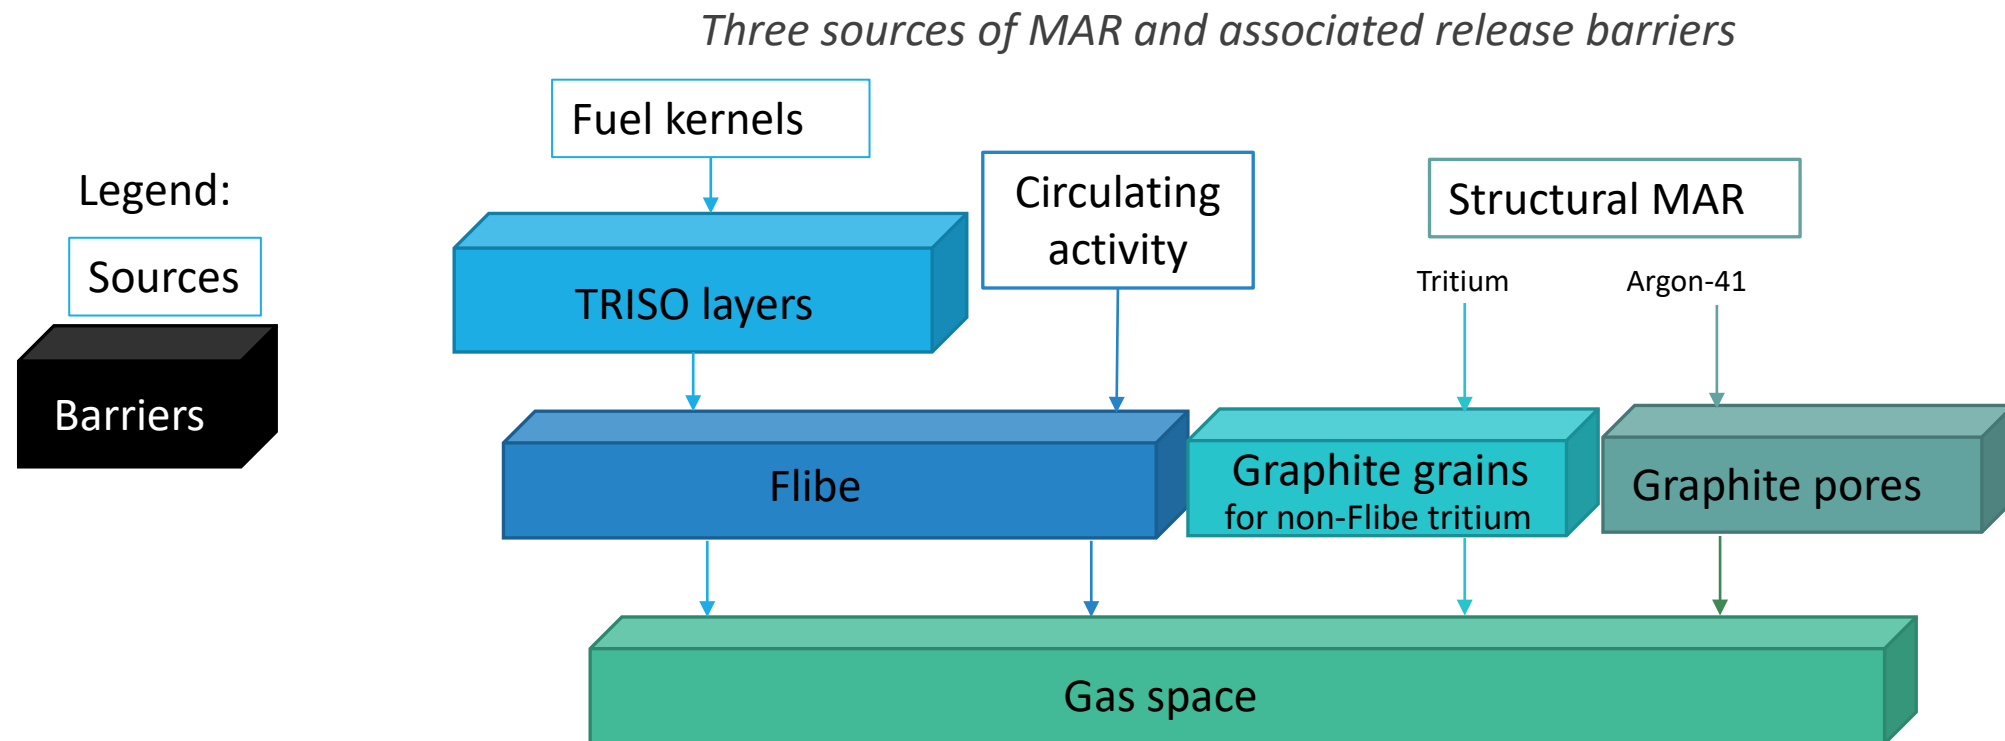 Three sources of MAR and associated release barriers
Legend:
Sources
Barriers
Fuel kernels
TRISO layers
Circulating
activity
Structural MAR
Tritium
Argon-41
Flibe
Graphite grains
for non-Flibe tritium
Graphite pores
Gas space